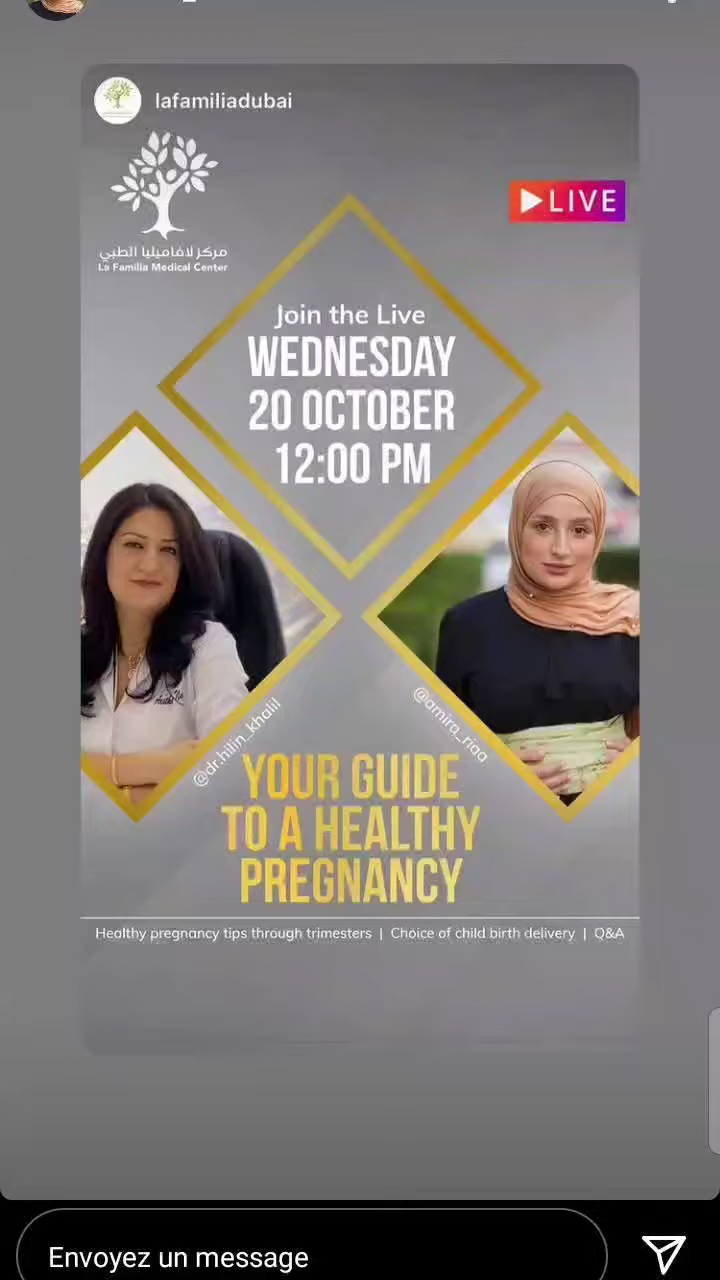 lafamiliadubai
LIVE
مركز لافاميليا الطبي
La Familia Medical Center
Join the Live
WEDNESDAY
20 OCTOBER
12:00 PM
@dr.hilin_khalil
@amira_riaa
YOUR GUIDE
TO A HEALTHY
PREGNANCY
Healthy pregnancy tips through trimesters | Choice of child birth delivery | Q&A
Envoyez un message